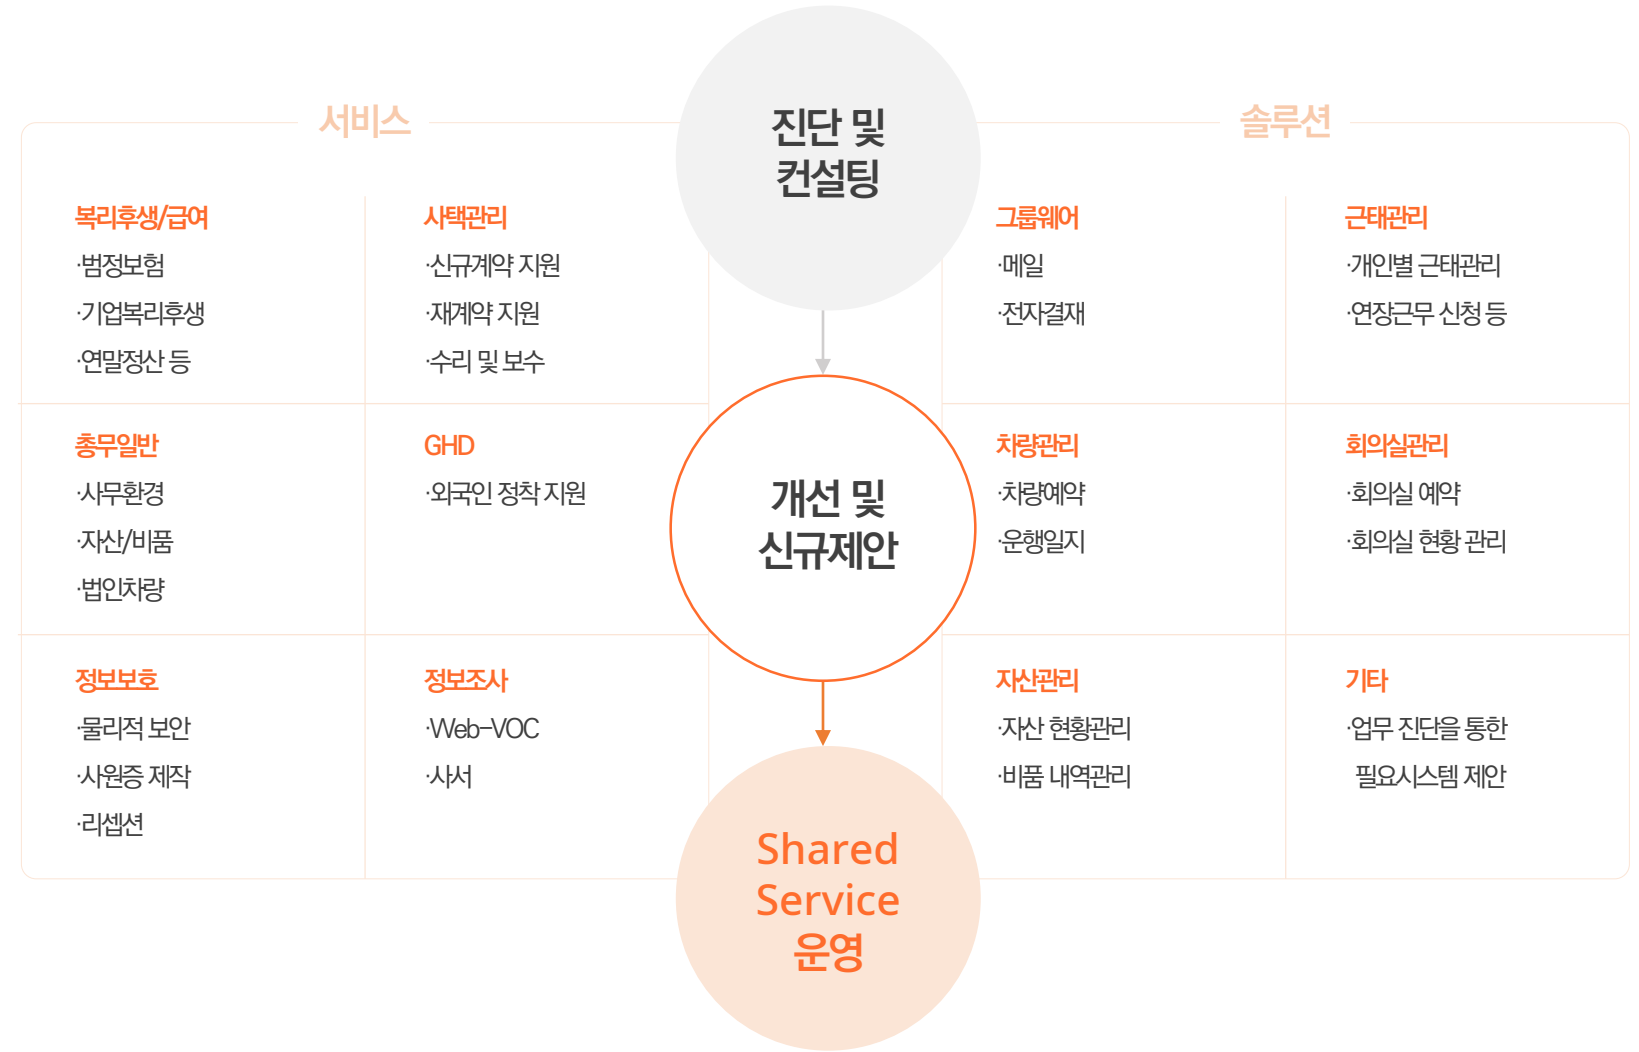 서비스
복리후생/급여
·범정보험
·기업복리후생
·연말정산 등
사택관리
·신규계약 지원
·재계약 지원
·수리 및 보수
총무일반
·사무환경
·자산/비품
·법인차량
GHD
·외국인 정착 지원
정보보호
·물리적 보안
·사원증 제작
·리셉션
정보조사
·Web-VOC
·사서
진단 및
컨설팅
개선 및
신규제안
Shared
Service
운영
솔루션
그룹웨어
·메일
·전자결재
근태관리
·개인별 근태관리
·연장근무 신청 등
차량관리
·차량예약
·운행일지
회의실관리
·회의실 예약
·회의실 현황 관리
자산관리
·자산 현황관리
·비품 내역관리
기타
·업무 진단을 통한
필요시스템 제안